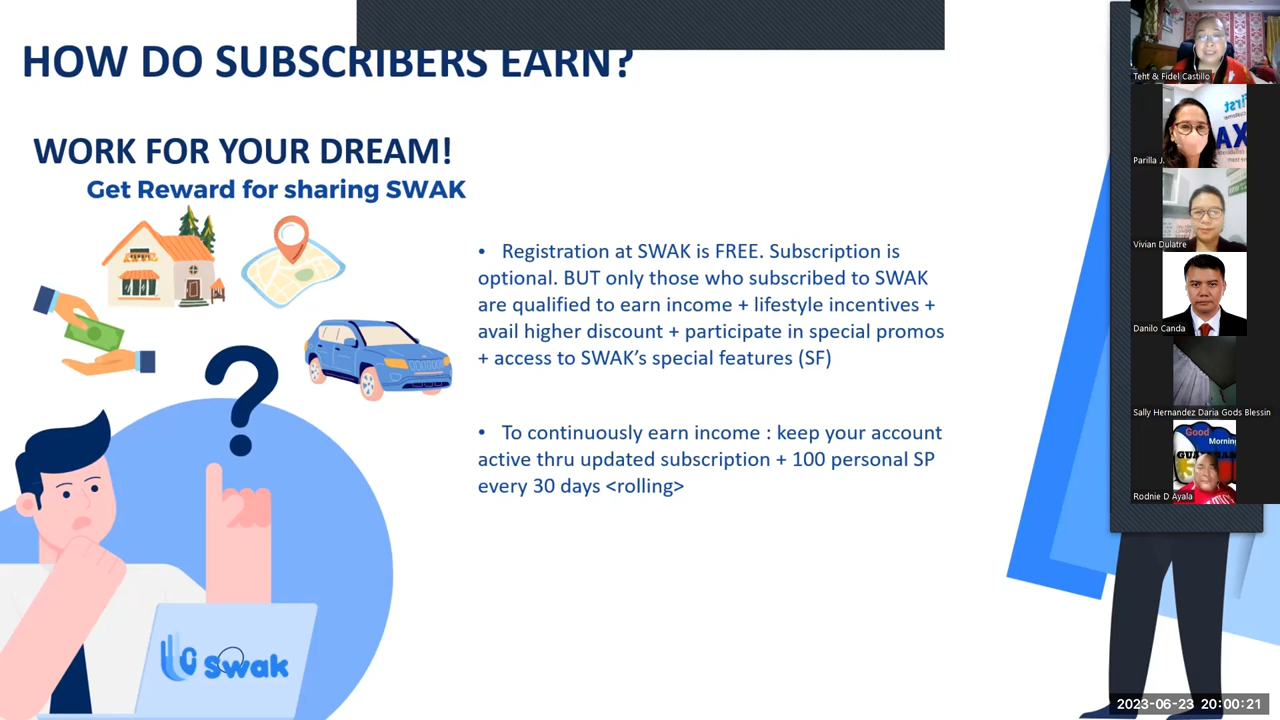 HOW DO SUBSCRIBERS EARN?
WORK FOR YOUR DREAM!
Get Reward for sharing SWAK
• Registration at SWAK is FREE. Subscription is
optional. BUT only those who subscribed to SWAK
are qualified to earn income + lifestyle incentives +
avail higher discount + participate in special promos
+ access to SWAK's special features (SF)
• To continuously earn income : keep your account
active thru updated subscription + 100 personal SP
every 30 days <rolling>
Swak
Teht & Fidel Castillo
First
XA
Parilla J.
Vivian Dulatre
Danilo Canda
Sally Hernandez Daria Gods Blessin
Good
Morning
Rodnie D Ayala
2023-06-23 20:00:21